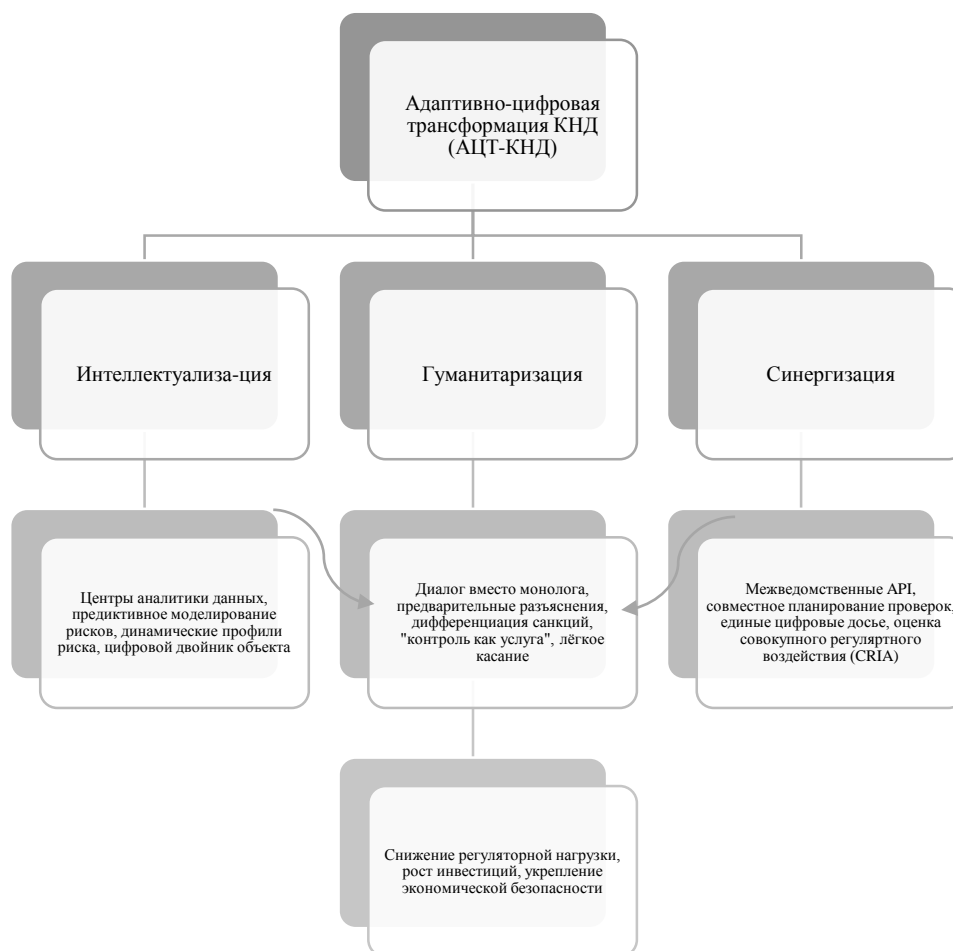 Адаптивно-цифровая
трансформация КНД
(АЦТ-КНД)
Интеллектуализа-ция
Гуманитаризация
Синергизация
Центры аналитики данных,
предиктивное моделирование
рисков, динамические профили
риска, цифровой двойник объекта
Диалог вместо монолога,
предварительные разъяснения,
дифференциация санкций,
"контроль как услуга", лёгкое
касание
Межведомственные API,
совместное планирование проверок,
единые цифровые досье, оценка
совокупного регуляртного
воздействия (CRIA)
Снижение регуляторной нагрузки,
рост инвестиций, укрепление
экономической безопасности